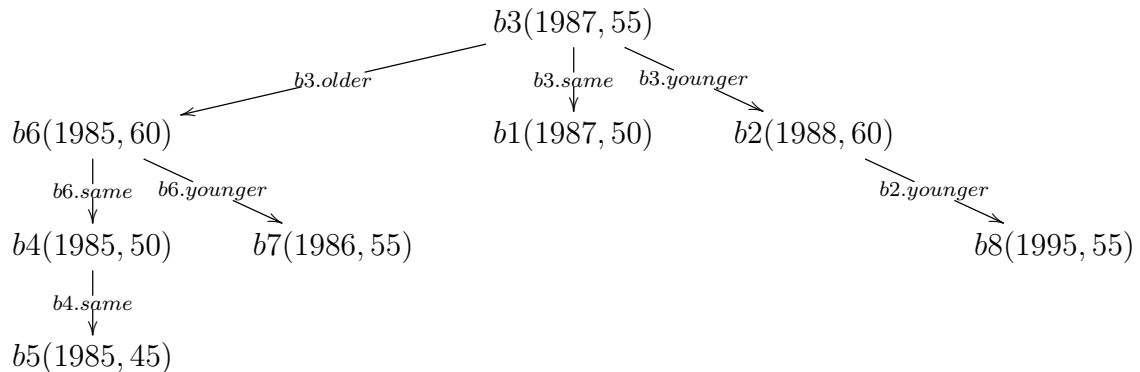 b3(1987, 55)
b3.older b3.same b3.younger
b6(1985, 60) b1(1987, 50) b2(1988, 60)
b6.same b6.younger b2.younger
b4(1985, 50) b7(1986, 55) b8(1995, 55)
b4.same
b5(1985, 45)